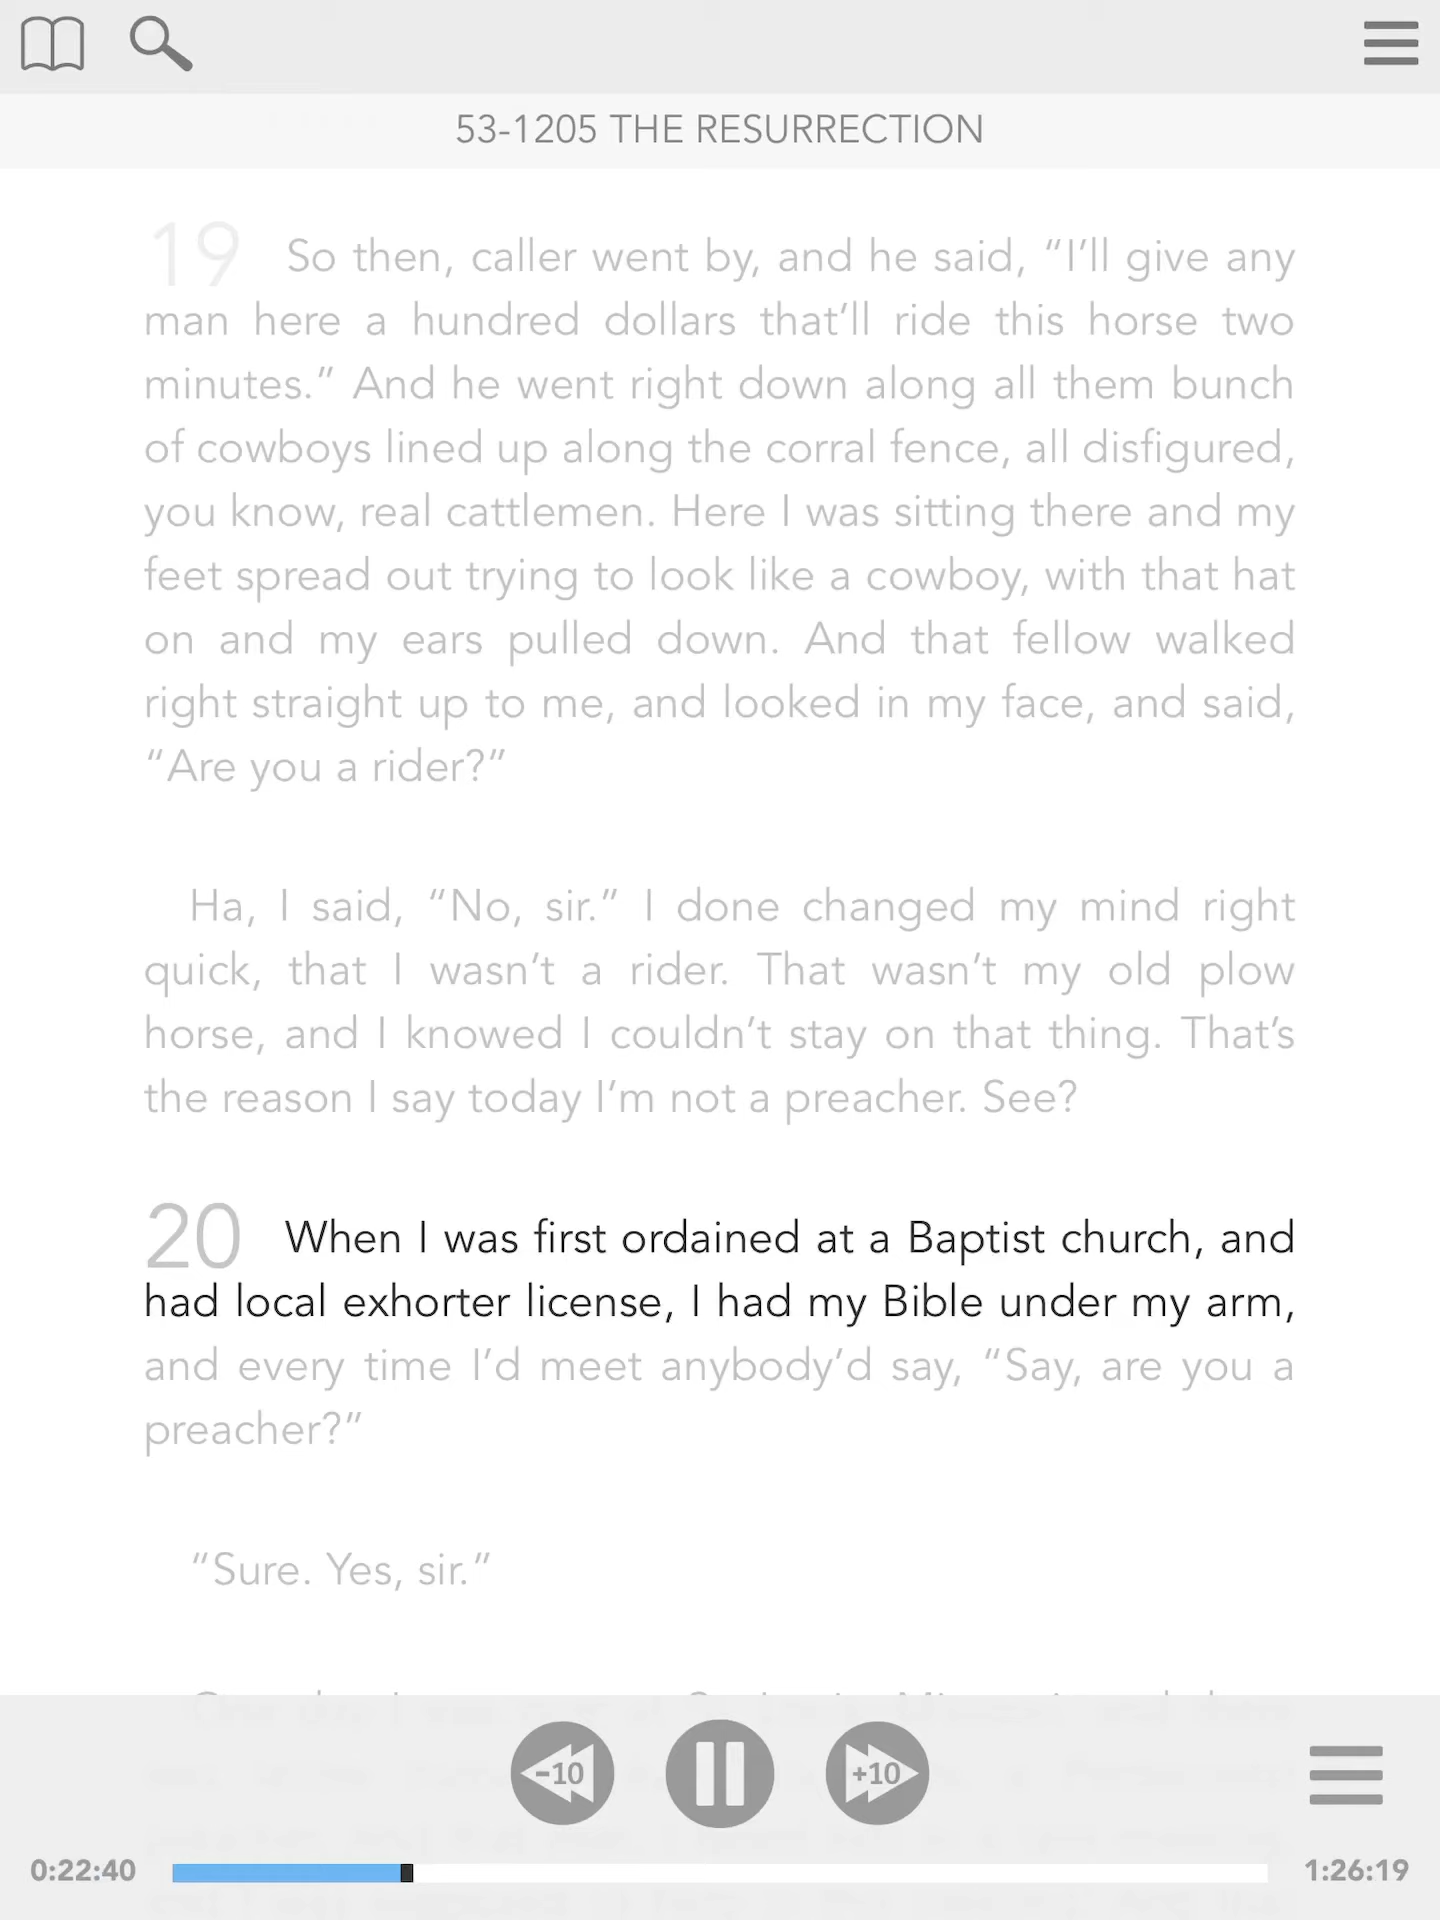 53-1205 THE RESURRECTION
19 So then, caller went by, and he said, “I’ll give any
man here a hundred dollars that’ll ride this horse two
minutes.” And he went right down along all them bunch
of cowboys lined up along the corral fence, all disfigured,
you know, real cattlemen. Here I was sitting there and my
feet spread out trying to look like a cowboy, with that hat
on and my ears pulled down. And that fellow walked
right straight up to me, and looked in my face, and said,
“Are you a rider?”
Ha, I said, “No, sir.” I done changed my mind right
quick, that I wasn’t a rider. That wasn’t my old plow
horse, and I knowed I couldn’t stay on that thing. That’s
the reason I say today I’m not a preacher. See?
20 When I was first ordained at a Baptist church, and
had local exhorter license, I had my Bible under my arm,
and every time I’d meet anybody’d say, “Say, are you a
preacher?”
“Sure. Yes, sir.”
-10 +10
0:22:40 1:26:19